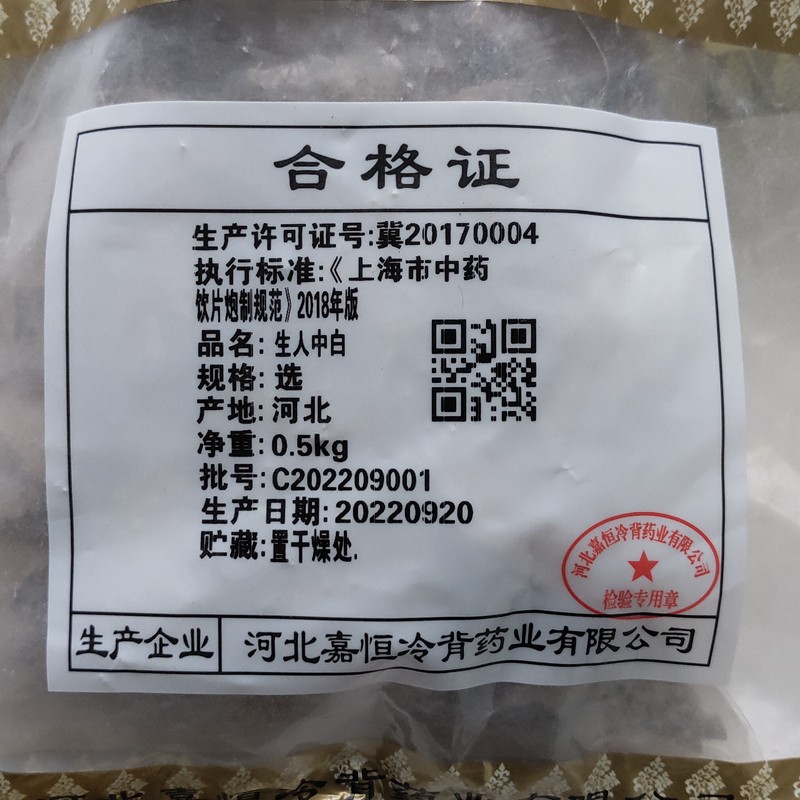 合格证
生产许可证号:冀20170004
执行标准:《上海市中药
饮片炮制规范》2018年版
品名: 生人中白
规格: 选
产地: 河北
净重: 0.5kg
批号: C202209001
生产日期: 20220920
贮藏: 置干燥处.
河北嘉恒冷背药业有限公司
检验专用章
生产企业 河北嘉恒冷背药业有限公司